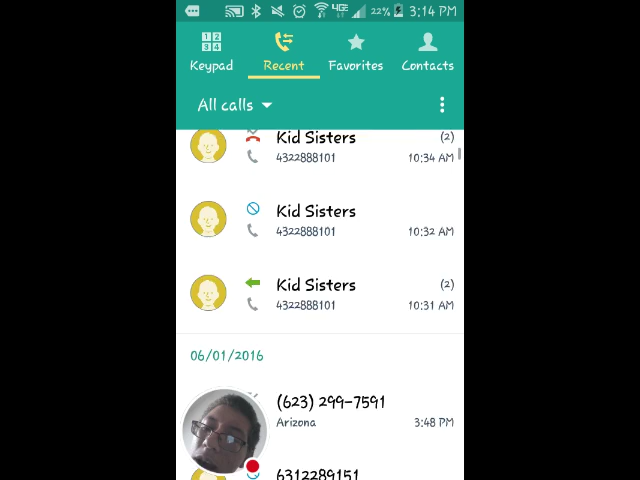 22% 3:14 PM
Keypad Recent Favorites Contacts
All calls
Kid Sisters (2)
4322888101 10:34 AM
Kid Sisters
4322888101 10:32 AM
Kid Sisters (2)
4322888101 10:31 AM
06/01/2016
(623) 299-7591
Arizona 3:48 PM
6312289151